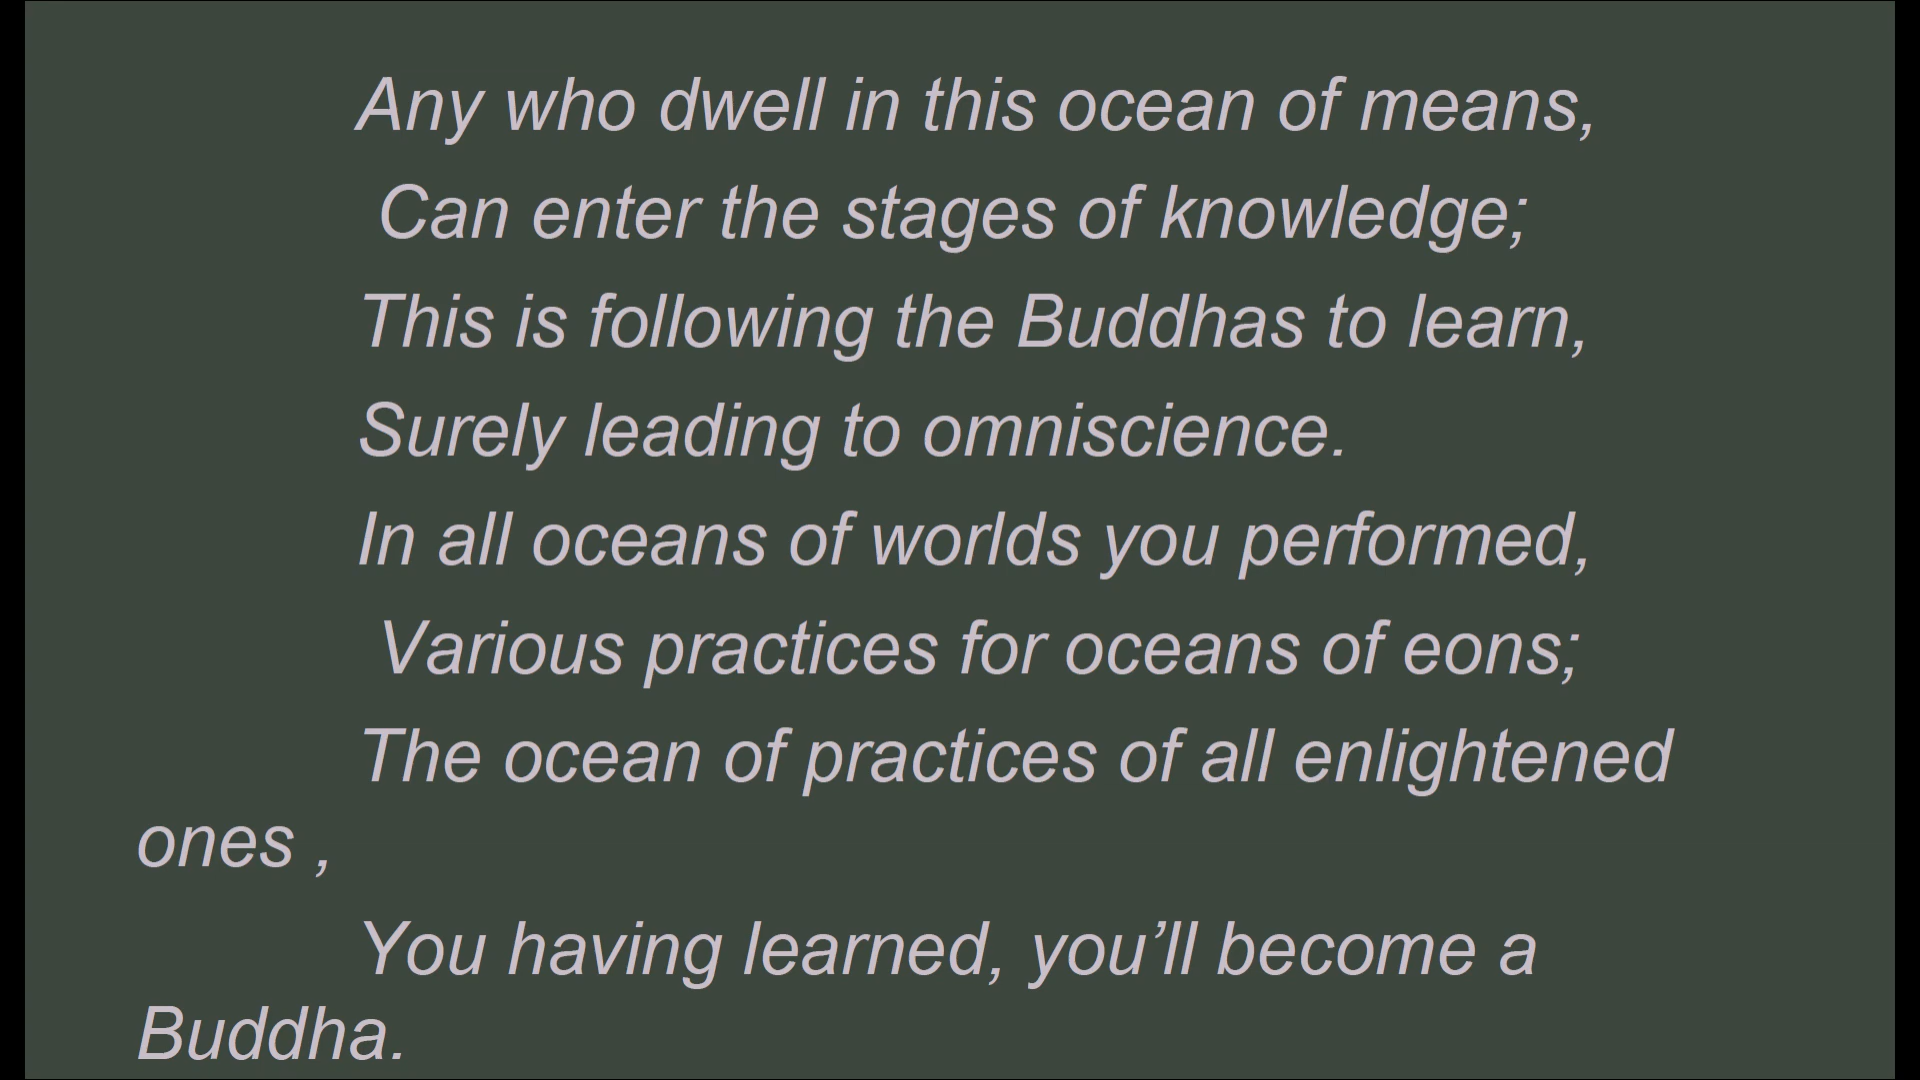 Any who dwell in this ocean of means,
Can enter the stages of knowledge;
This is following the Buddhas to learn,
Surely leading to omniscience.
In all oceans of worlds you performed,
Various practices for oceans of eons;
The ocean of practices of all enlightened
ones ,
You having learned, you’ll become a
Buddha.